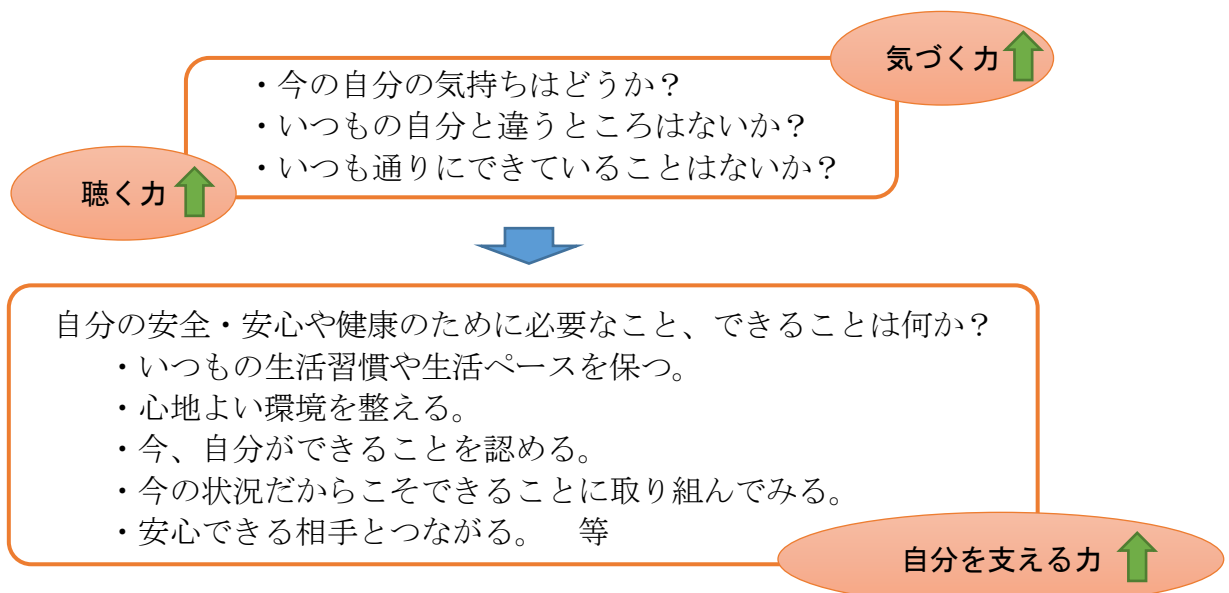 気づく力
・今の自分の気持ちはどうか？
・いつもの自分と違うところはないか？
・いつも通りにできていることはないか？
聴く力
自分の安全・安心や健康のために必要なこと、できることは何か？
・いつもの生活習慣や生活ペースを保つ。
・心地よい環境を整える。
・今、自分ができることを認める。
・今の状況だからこそできることに取り組んでみる。
・安心できる相手とつながる。　等
自分を支える力